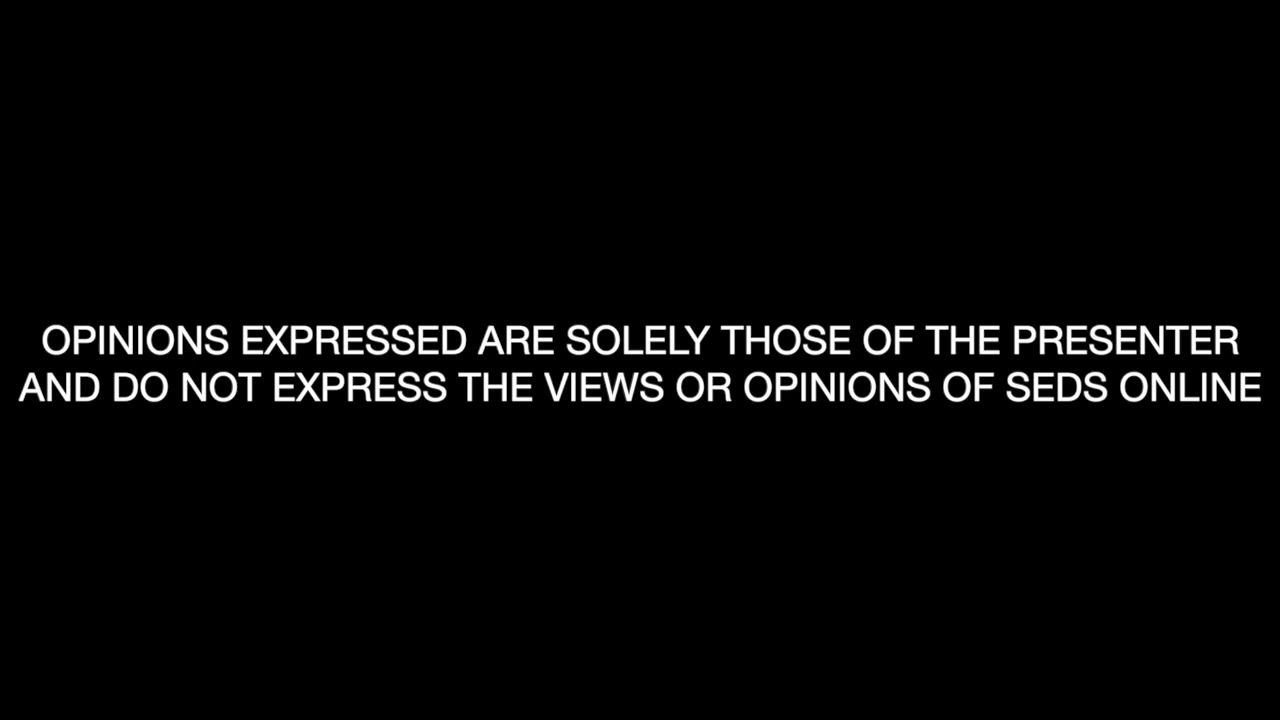 OPINIONS EXPRESSED ARE SOLELY THOSE OF THE PRESENTER
AND DO NOT EXPRESS THE VIEWS OR OPINIONS OF SEDS ONLINE